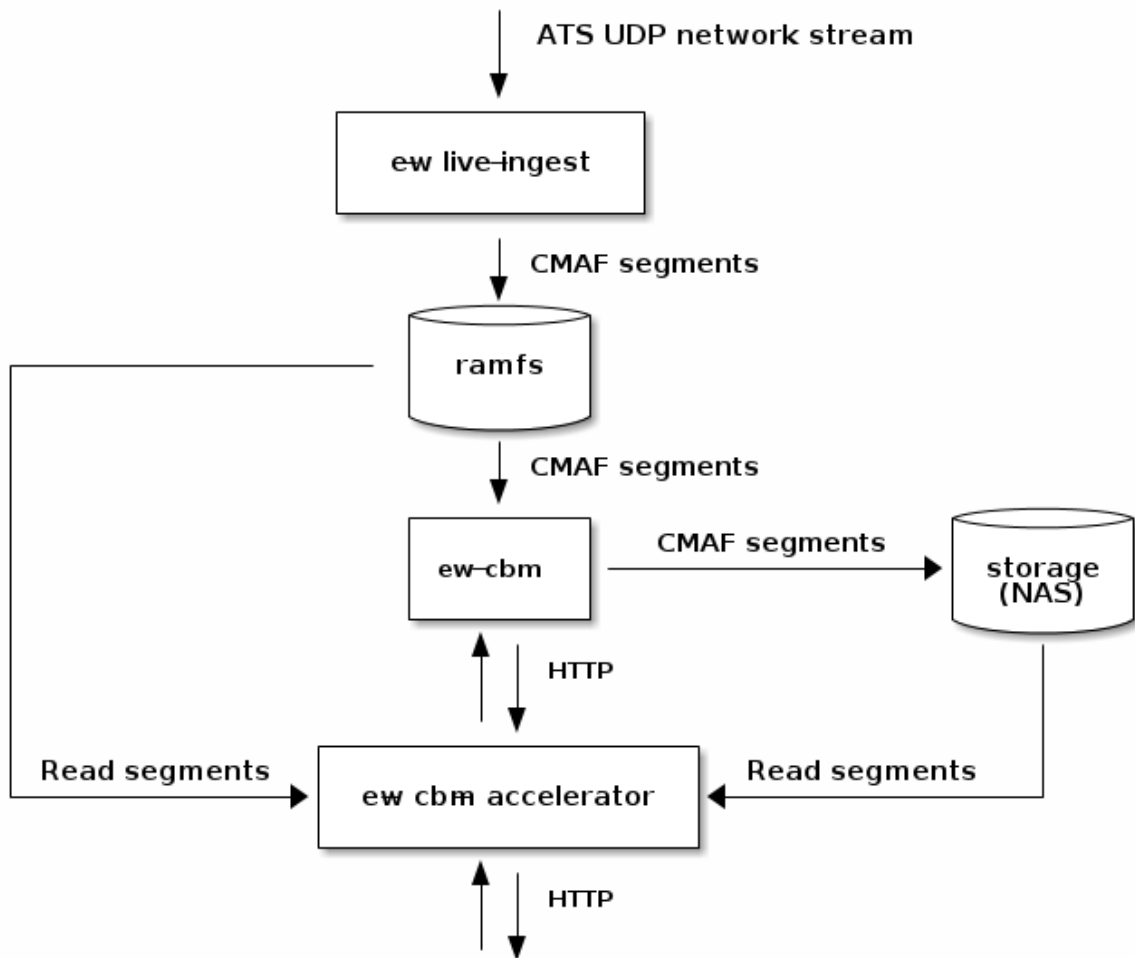 ATS UDP network stream
ew-live-ingest
CMAF segments
ramfs
CMAF segments
ew-cbm
CMAF segments
storage
(NAS)
HTTP
Read segments
Read segments
ew-cbm-accelerator
HTTP